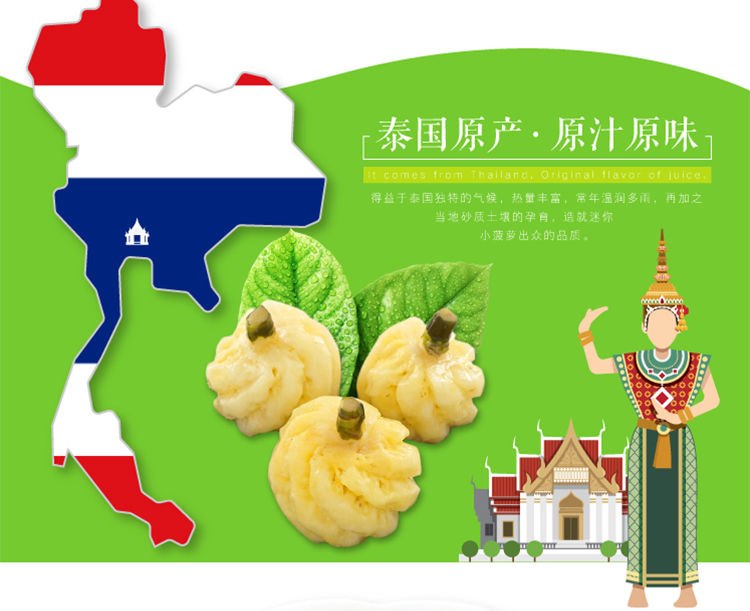 泰国原产·原汁原味
it comes from Thailand, Original flavor of juice.
得益于泰国独特的气候，热量丰富，常年温润多雨，再加之
当地砂质土壤的孕育，造就迷你
小菠萝出众的品质。